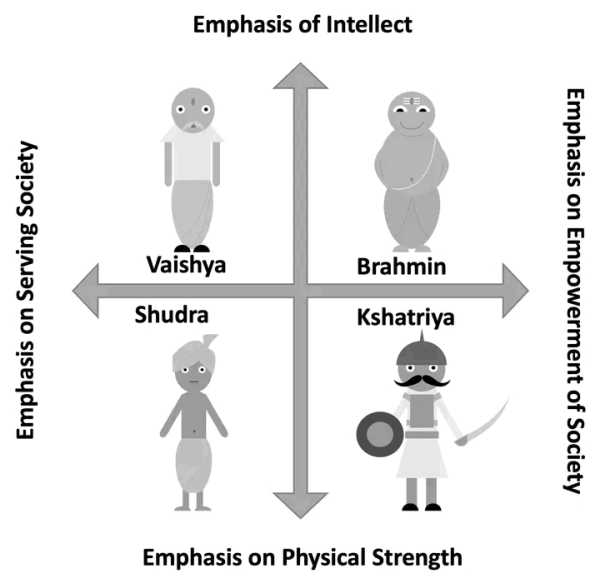 Emphasis of Intellect
Emphasis on Serving Society
Emphasis on Empowerment of Society
Vaishya
Brahmin
Shudra
Kshatriya
Emphasis on Physical Strength